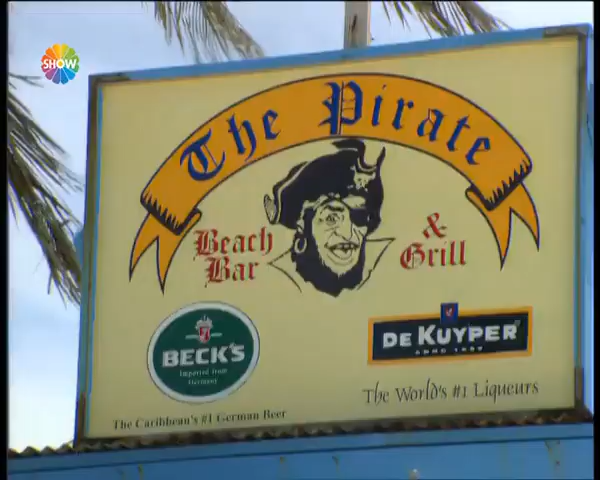 SHOW
The Pirate
Beach Bar
& Grill
BECK'S
Imported from
Germany
DE KUYPER
ANNO 1695
The World's #1 Liqueurs
The Caribbean's #1 German Beer